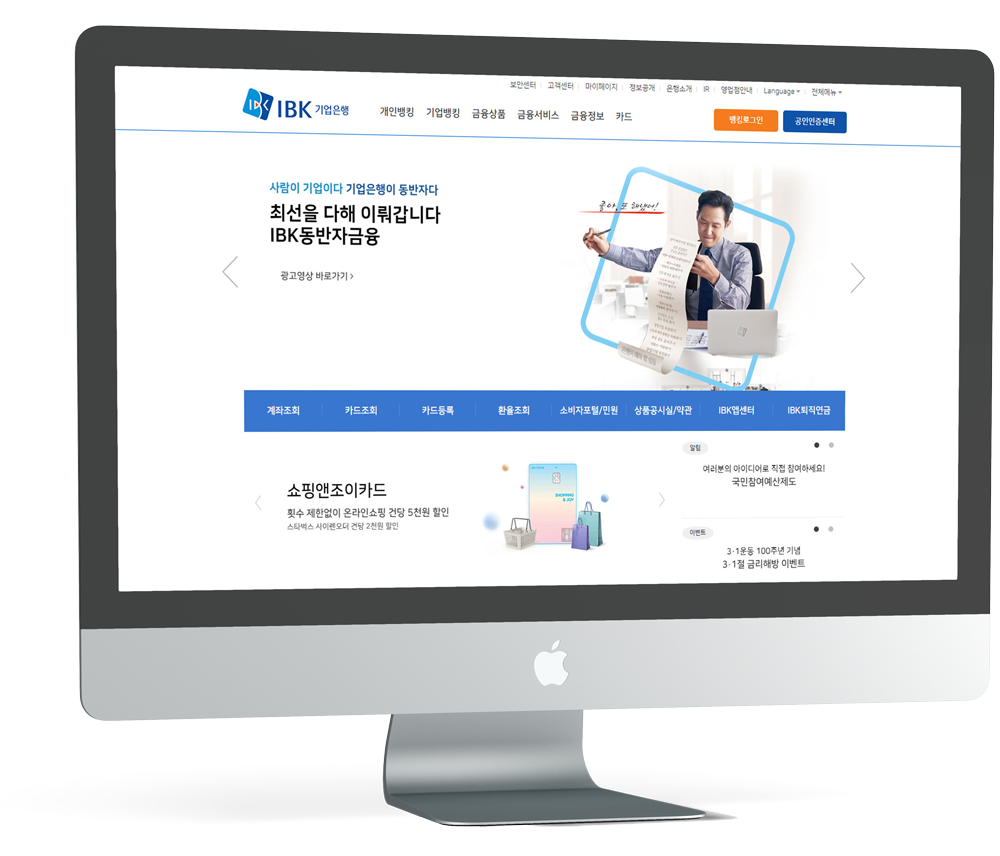 보안센터 고객센터 마이페이지 정보공개 은행소개 IR 영업점안내 Language 전체메뉴
IBK 기업은행
개인뱅킹 기업뱅킹 금융상품 금융서비스 금융정보 카드
뱅킹로그인 공인인증센터
사람이 기업이다 기업은행이 동반자다
최선을 다해 이뤄갑니다
IBK동반자금융
광고영상 바로가기 >
좋아, 또 해냈어!
계좌조회 카드조회 카드등록 환율조회 소비자포털/민원 상품공시실/약관 IBK앱센터 IBK퇴직연금
쇼핑앤조이카드
횟수 제한없이 온라인쇼핑 건당 5천원 할인
스타벅스 사이렌오더 건당 2천원 할인
SHOPPING
& JOY
알림
여러분의 아이디어로 직접 참여하세요!
국민참여예산제도
이벤트
3·1운동 100주년 기념
3·1절 금리해방 이벤트